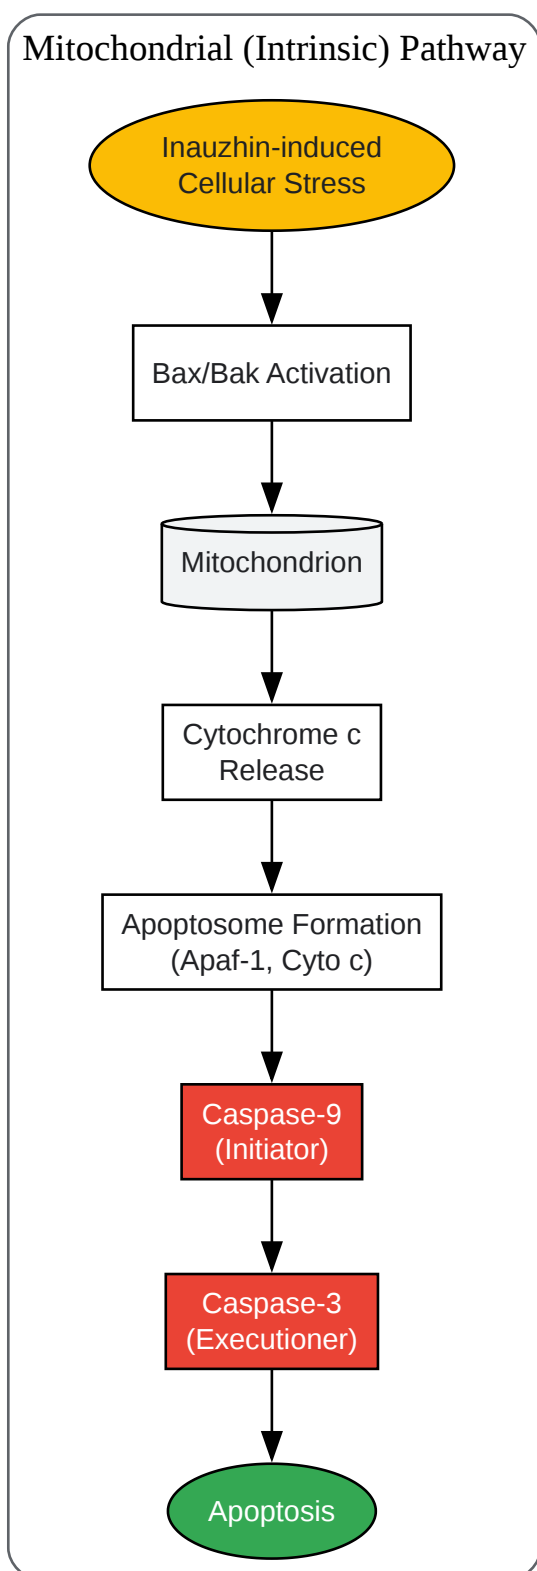 Mitochondrial (Intrinsic) Pathway
Inauzhin-induced
Cellular Stress
Bax/Bak Activation
Mitochondrion
Cytochrome c
Release
Apoptosome Formation
(Apaf-1, Cyto c)
Caspase-9
(Initiator)
Caspase-3
(Executioner)
Apoptosis